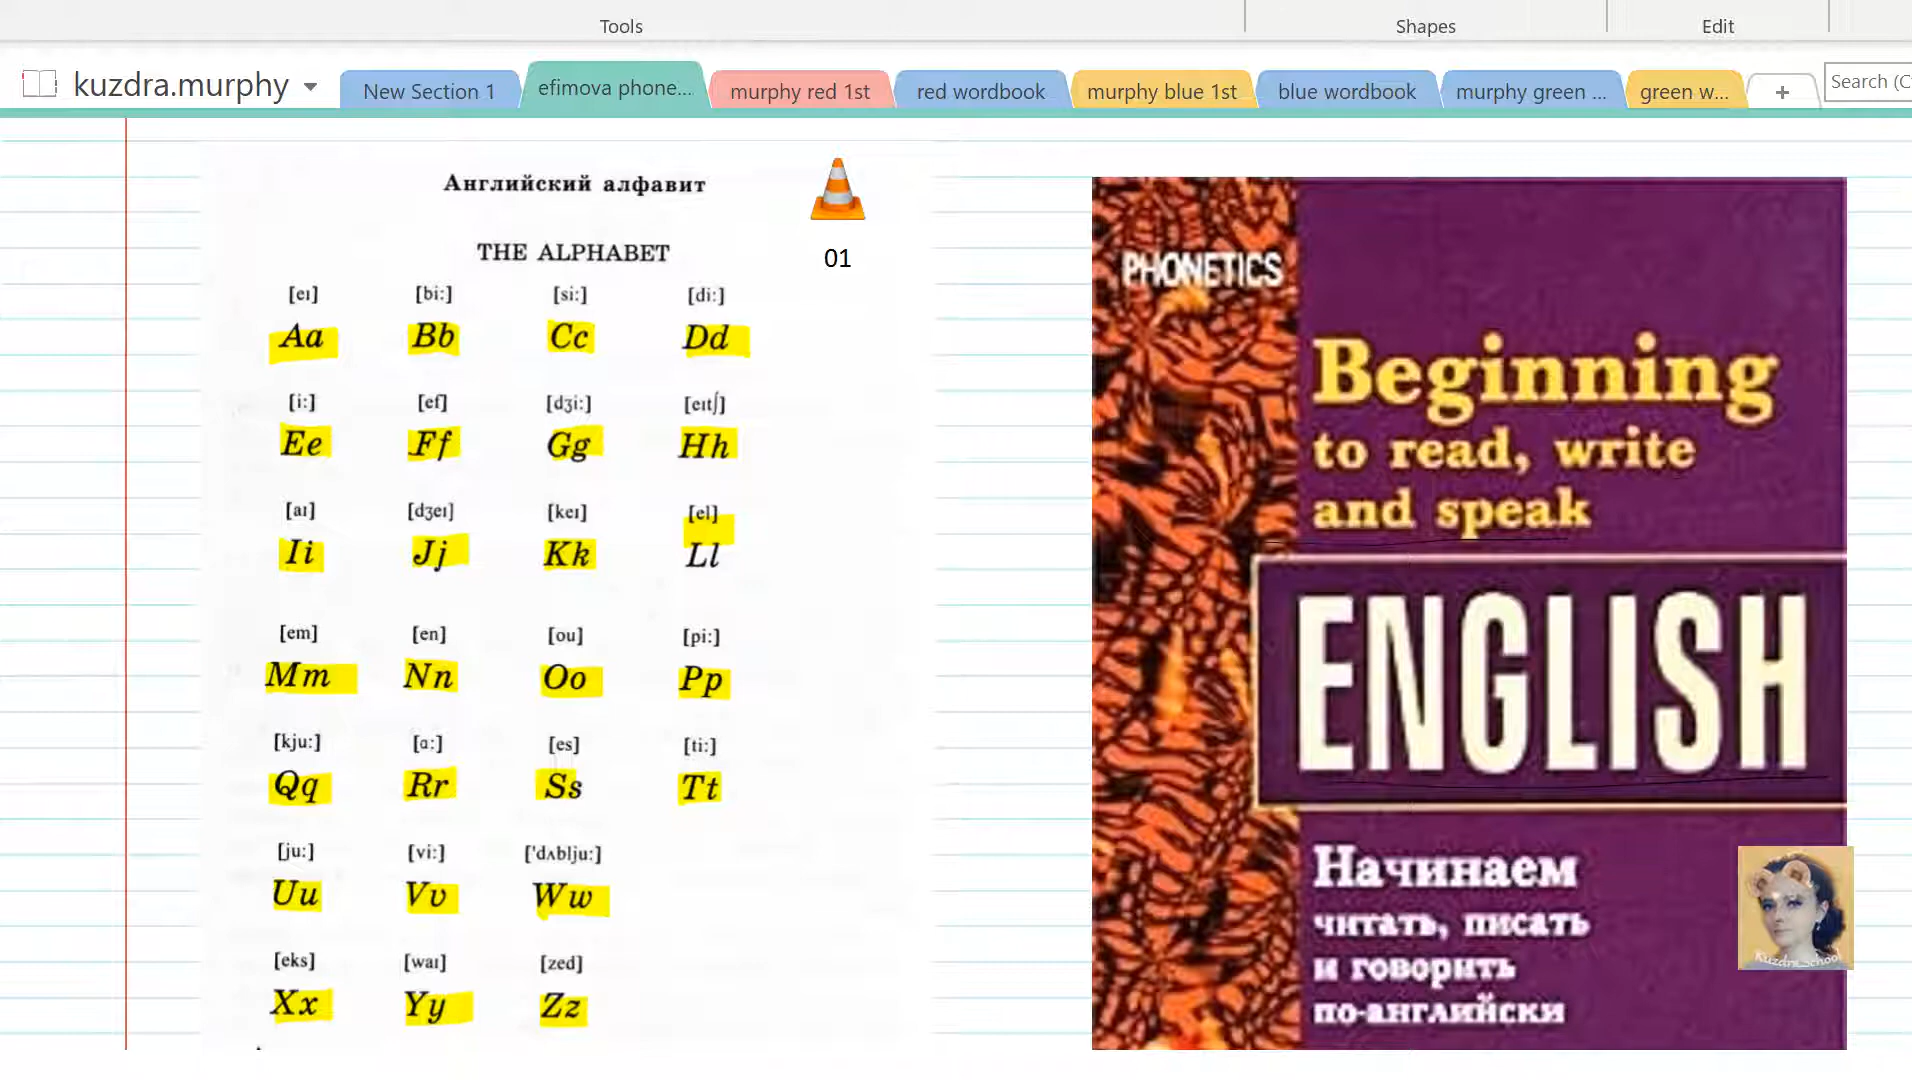 Tools Shapes Edit
kuzdra.murphy New Section 1 efimova phone... murphy red 1st red wordbook murphy blue 1st blue wordbook murphy green ... green w... + Search (C
Английский алфавит
THE ALPHABET
01
[eɪ] [bi:] [si:] [di:]
Aa Bb Cc Dd
[i:] [ef] [dʒi:] [eɪtʃ]
Ee Ff Gg Hh
[aɪ] [dʒeɪ] [keɪ] [el]
Ii Jj Kk Ll
[em] [en] [ou] [pi:]
Mm Nn Oo Pp
[kju:] [ɑ:] [es] [ti:]
Qq Rr Ss Tt
[ju:] [vi:] ['dʌblju:]
Uu Vv Ww
[eks] [waɪ] [zed]
Xx Yy Zz
PHONETICS
Beginning
to read, write
and speak
ENGLISH
Начинаем
читать, писать
и говорить
по-английски
Kuzdra_School